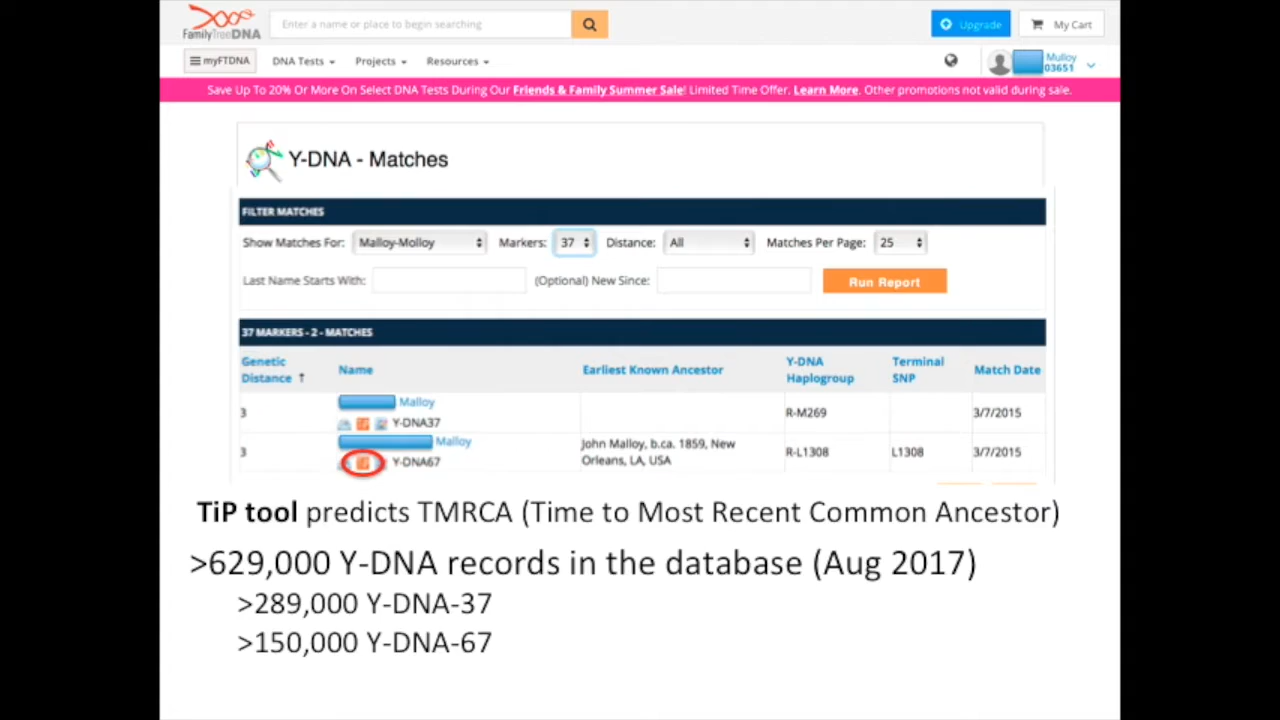 FamilyTreeDNA
Enter a name or place to begin searching
Upgrade
My Cart
myFTDNA
DNA Tests
Projects
Resources
Mulloy
03651
Save Up To 20% Or More On Select DNA Tests During Our Friends & Family Summer Sale! Limited Time Offer. Learn More. Other promotions not valid during sale.
Y-DNA - Matches
FILTER MATCHES
Show Matches For: Malloy-Molloy Markers: 37 Distance: All Matches Per Page: 25
Last Name Starts With: (Optional) New Since: Run Report
37 MARKERS - 2 - MATCHES
Genetic Distance ↑ Name Earliest Known Ancestor Y-DNA Haplogroup Terminal SNP Match Date
Malloy
3 R-M269 3/7/2015
Y-DNA37
Malloy
3 John Malloy, b.ca. 1859, New Orleans, LA, USA R-L1308 L1308 3/7/2015
Y-DNA67
TiP tool predicts TMRCA (Time to Most Recent Common Ancestor)
>629,000 Y-DNA records in the database (Aug 2017)
>289,000 Y-DNA-37
>150,000 Y-DNA-67